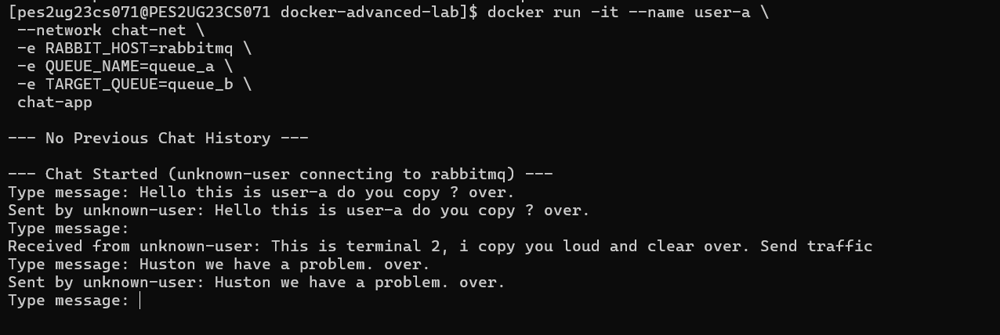 [pes2ug23cs071@PES2UG23CS071 docker-advanced-lab]$ docker run -it --name user-a \
--network chat-net \
-e RABBIT_HOST=rabbitmq \
-e QUEUE_NAME=queue_a \
-e TARGET_QUEUE=queue_b \
chat-app
--- No Previous Chat History ---
--- Chat Started (unknown-user connecting to rabbitmq) ---
Type message: Hello this is user-a do you copy ? over.
Sent by unknown-user: Hello this is user-a do you copy ? over.
Type message:
Received from unknown-user: This is terminal 2, i copy you loud and clear over. Send traffic
Type message: Huston we have a problem. over.
Sent by unknown-user: Huston we have a problem. over.
Type message: